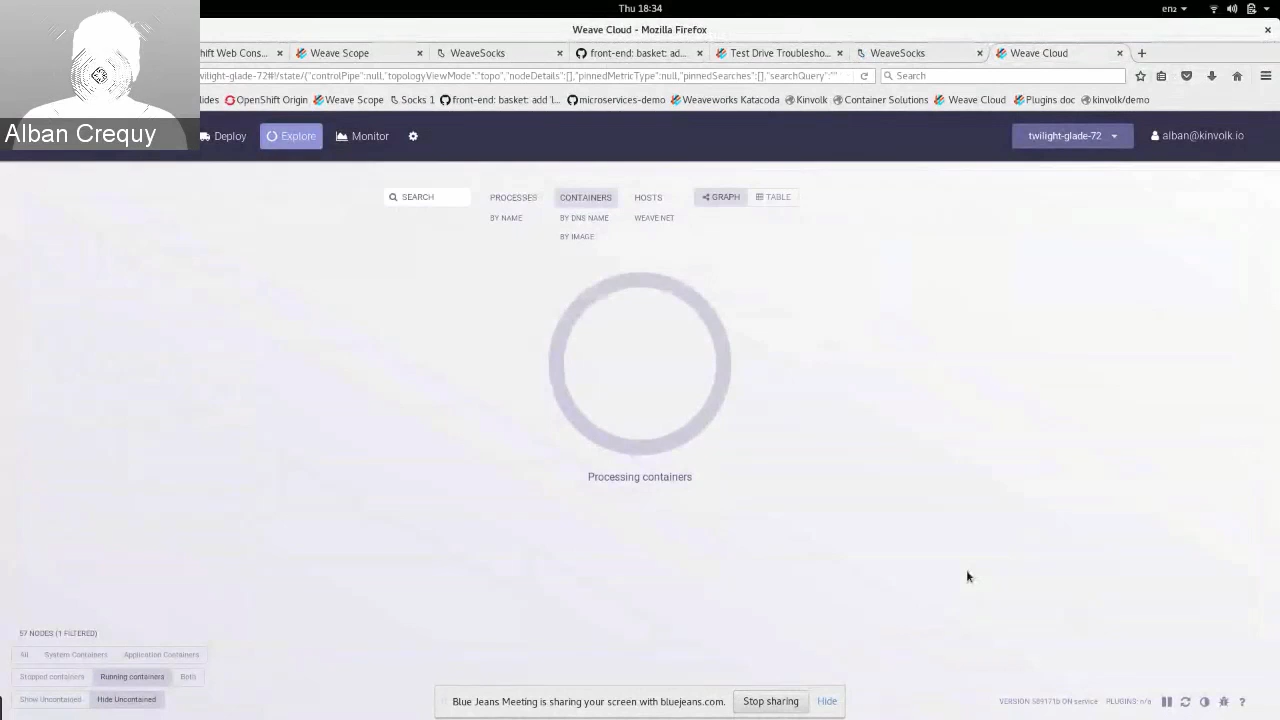 Thu 18:34
en2
Weave Cloud - Mozilla Firefox
hift Web Cons...
Weave Scope
WeaveSocks
front-end: basket: ad...
Test Drive Troublesho...
WeaveSocks
Weave Cloud
wilight-glade-72#!/state/{"controlPipe":null,"topologyViewMode":"topo","nodeDetails":[],"pinnedMetricType":null,"pinnedSearches":[],"searchQuery":""
Search
lides
OpenShift Origin
Weave Scope
Socks 1
front-end: basket: add 'l...
microservices-demo
Weaveworks Katacoda
Kinvolk
Container Solutions
Weave Cloud
Plugins doc
kinvolk/demo
Alban Crequy
Deploy
Explore
Monitor
twilight-glade-72
alban@kinvolk.io
SEARCH
PROCESSES
CONTAINERS
HOSTS
GRAPH
TABLE
BY NAME
BY DNS NAME
WEAVE NET
BY IMAGE
Processing containers
57 NODES (1 FILTERED)
All
System Containers
Application Containers
Stopped containers
Running containers
Both
Show Uncontained
Hide Uncontained
Blue Jeans Meeting is sharing your screen with bluejeans.com.
Stop sharing
Hide
VERSION 589171b ON service
PLUGINS: n/a